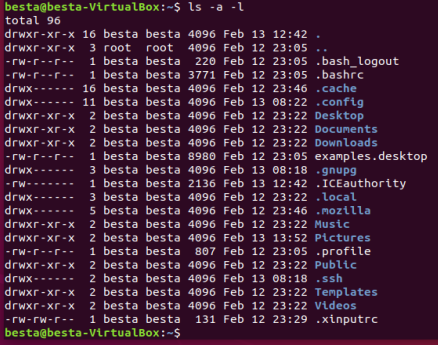 besta@besta-VirtualBox:~$ ls -a -l
total 96
drwxr-xr-x 16 besta besta 4096 Feb 13 12:42 .
drwxr-xr-x  3 root  root  4096 Feb 12 23:05 ..
-rw-r--r--  1 besta besta  220 Feb 12 23:05 .bash_logout
-rw-r--r--  1 besta besta 3771 Feb 12 23:05 .bashrc
drwx------ 16 besta besta 4096 Feb 12 23:46 .cache
drwx------ 11 besta besta 4096 Feb 13 08:22 .config
drwxr-xr-x  2 besta besta 4096 Feb 12 23:22 Desktop
drwxr-xr-x  2 besta besta 4096 Feb 12 23:22 Documents
drwxr-xr-x  2 besta besta 4096 Feb 12 23:22 Downloads
-rw-r--r--  1 besta besta 8980 Feb 12 23:05 examples.desktop
drwx------  3 besta besta 4096 Feb 13 08:18 .gnupg
-rw-------  1 besta besta 2136 Feb 13 12:42 .ICEauthority
drwx------  3 besta besta 4096 Feb 12 23:22 .local
drwx------  5 besta besta 4096 Feb 12 23:46 .mozilla
drwxr-xr-x  2 besta besta 4096 Feb 12 23:22 Music
drwxr-xr-x  2 besta besta 4096 Feb 13 13:52 Pictures
-rw-r--r--  1 besta besta  807 Feb 12 23:05 .profile
drwxr-xr-x  2 besta besta 4096 Feb 12 23:22 Public
drwx------  2 besta besta 4096 Feb 13 08:18 .ssh
drwxr-xr-x  2 besta besta 4096 Feb 12 23:22 Templates
drwxr-xr-x  2 besta besta 4096 Feb 12 23:22 Videos
-rw-rw-r--  1 besta besta  131 Feb 12 23:29 .xinputrc
besta@besta-VirtualBox:~$